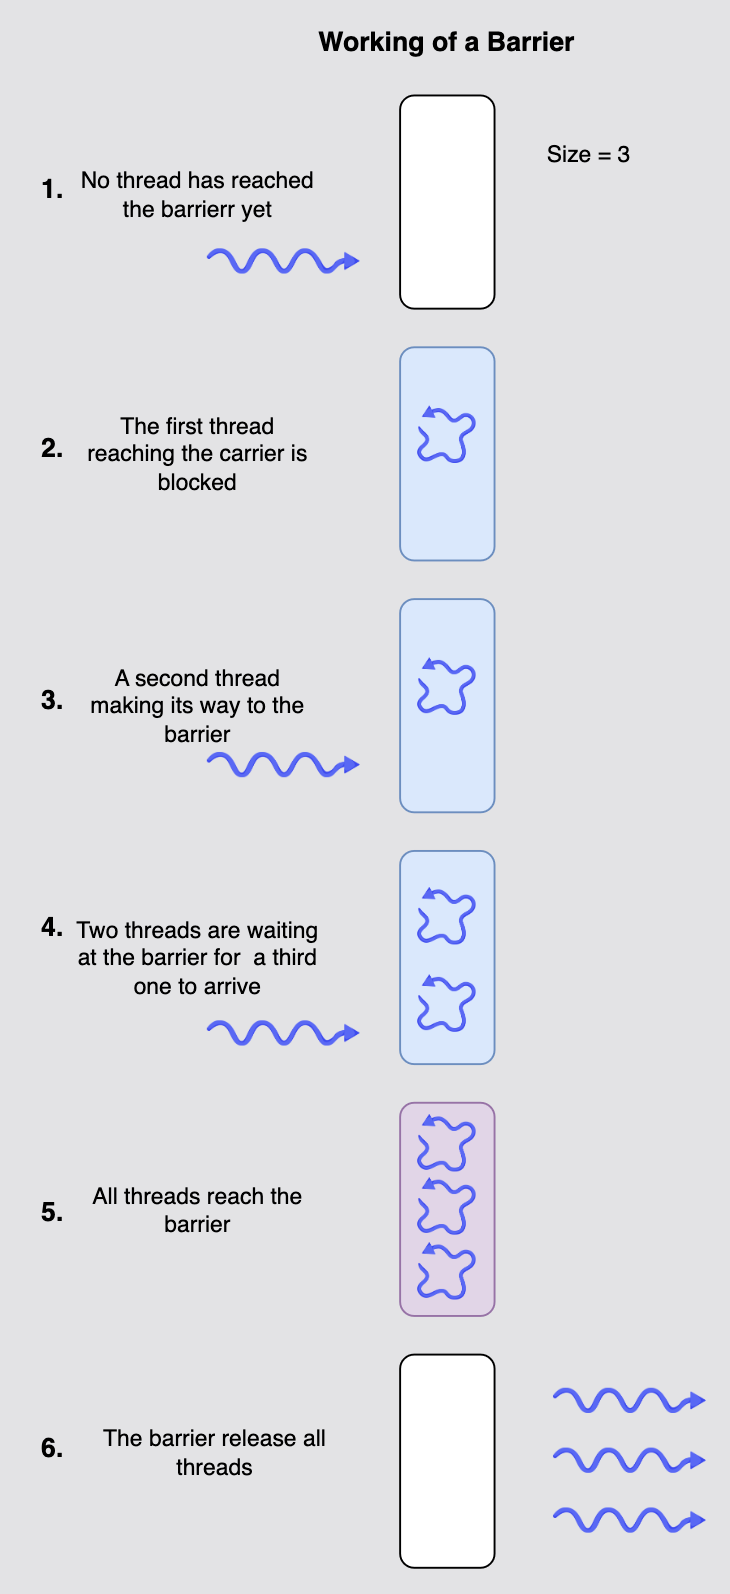 Working of a Barrier
Size = 3
1. No thread has reached
the barrierr yet
2. The first thread
reaching the carrier is
blocked
3. A second thread
making its way to the
barrier
4. Two threads are waiting
at the barrier for  a third
one to arrive
5. All threads reach the
barrier
6. The barrier release all
threads